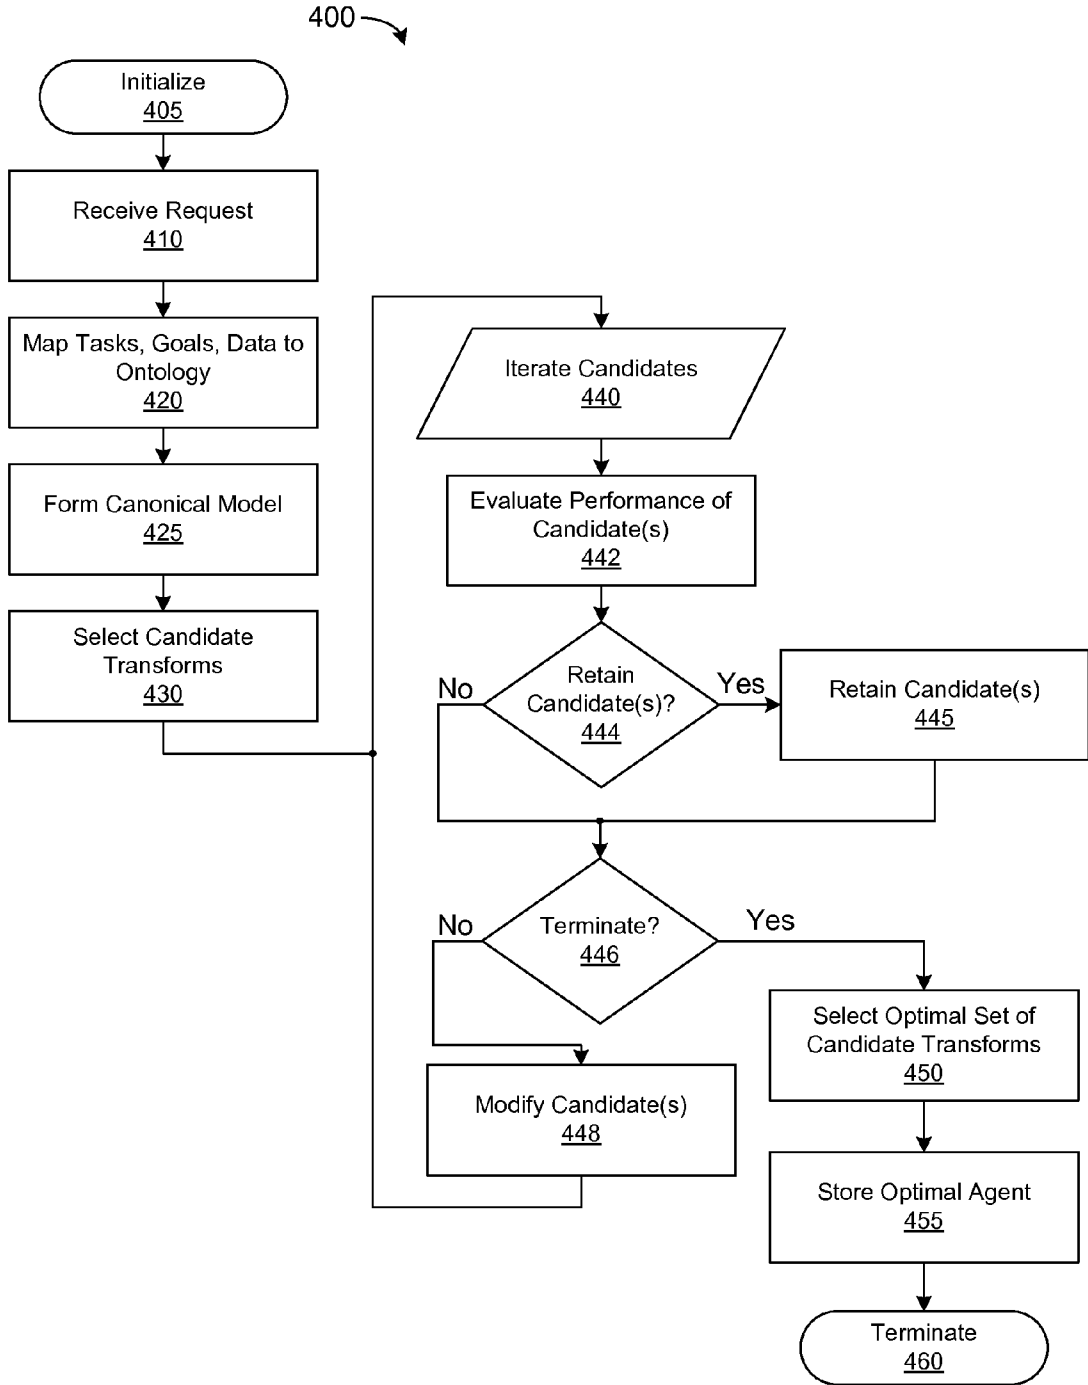 400
Initialize
405
Receive Request
410
Map Tasks, Goals, Data to
Ontology
420
Form Canonical Model
425
Select Candidate
Transforms
430
Iterate Candidates
440
Evaluate Performance of
Candidate(s)
442
Retain
Candidate(s)?
444
No
Yes
Retain Candidate(s)
445
Terminate?
446
No
Yes
Modify Candidate(s)
448
Select Optimal Set of
Candidate Transforms
450
Store Optimal Agent
455
Terminate
460